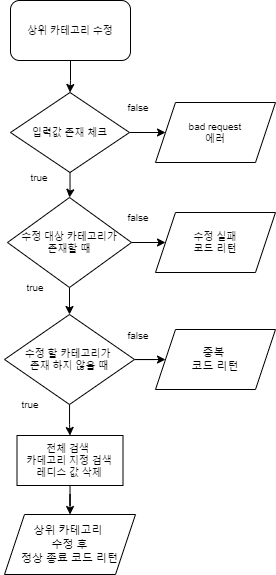 상위 카테고리 수정
false
입력값 존재 체크
bad request
에러
true
false
수정 대상 카테고리가
존재할 때
수정 실패
코드 리턴
true
false
수정 할 카테고리가
존재 하지 않을 때
중복
코드 리턴
true
전체 검색
카데고리 지정 검색
레디스 값 삭제
상위 카테고리
수정 후
정상 종료 코드 리턴